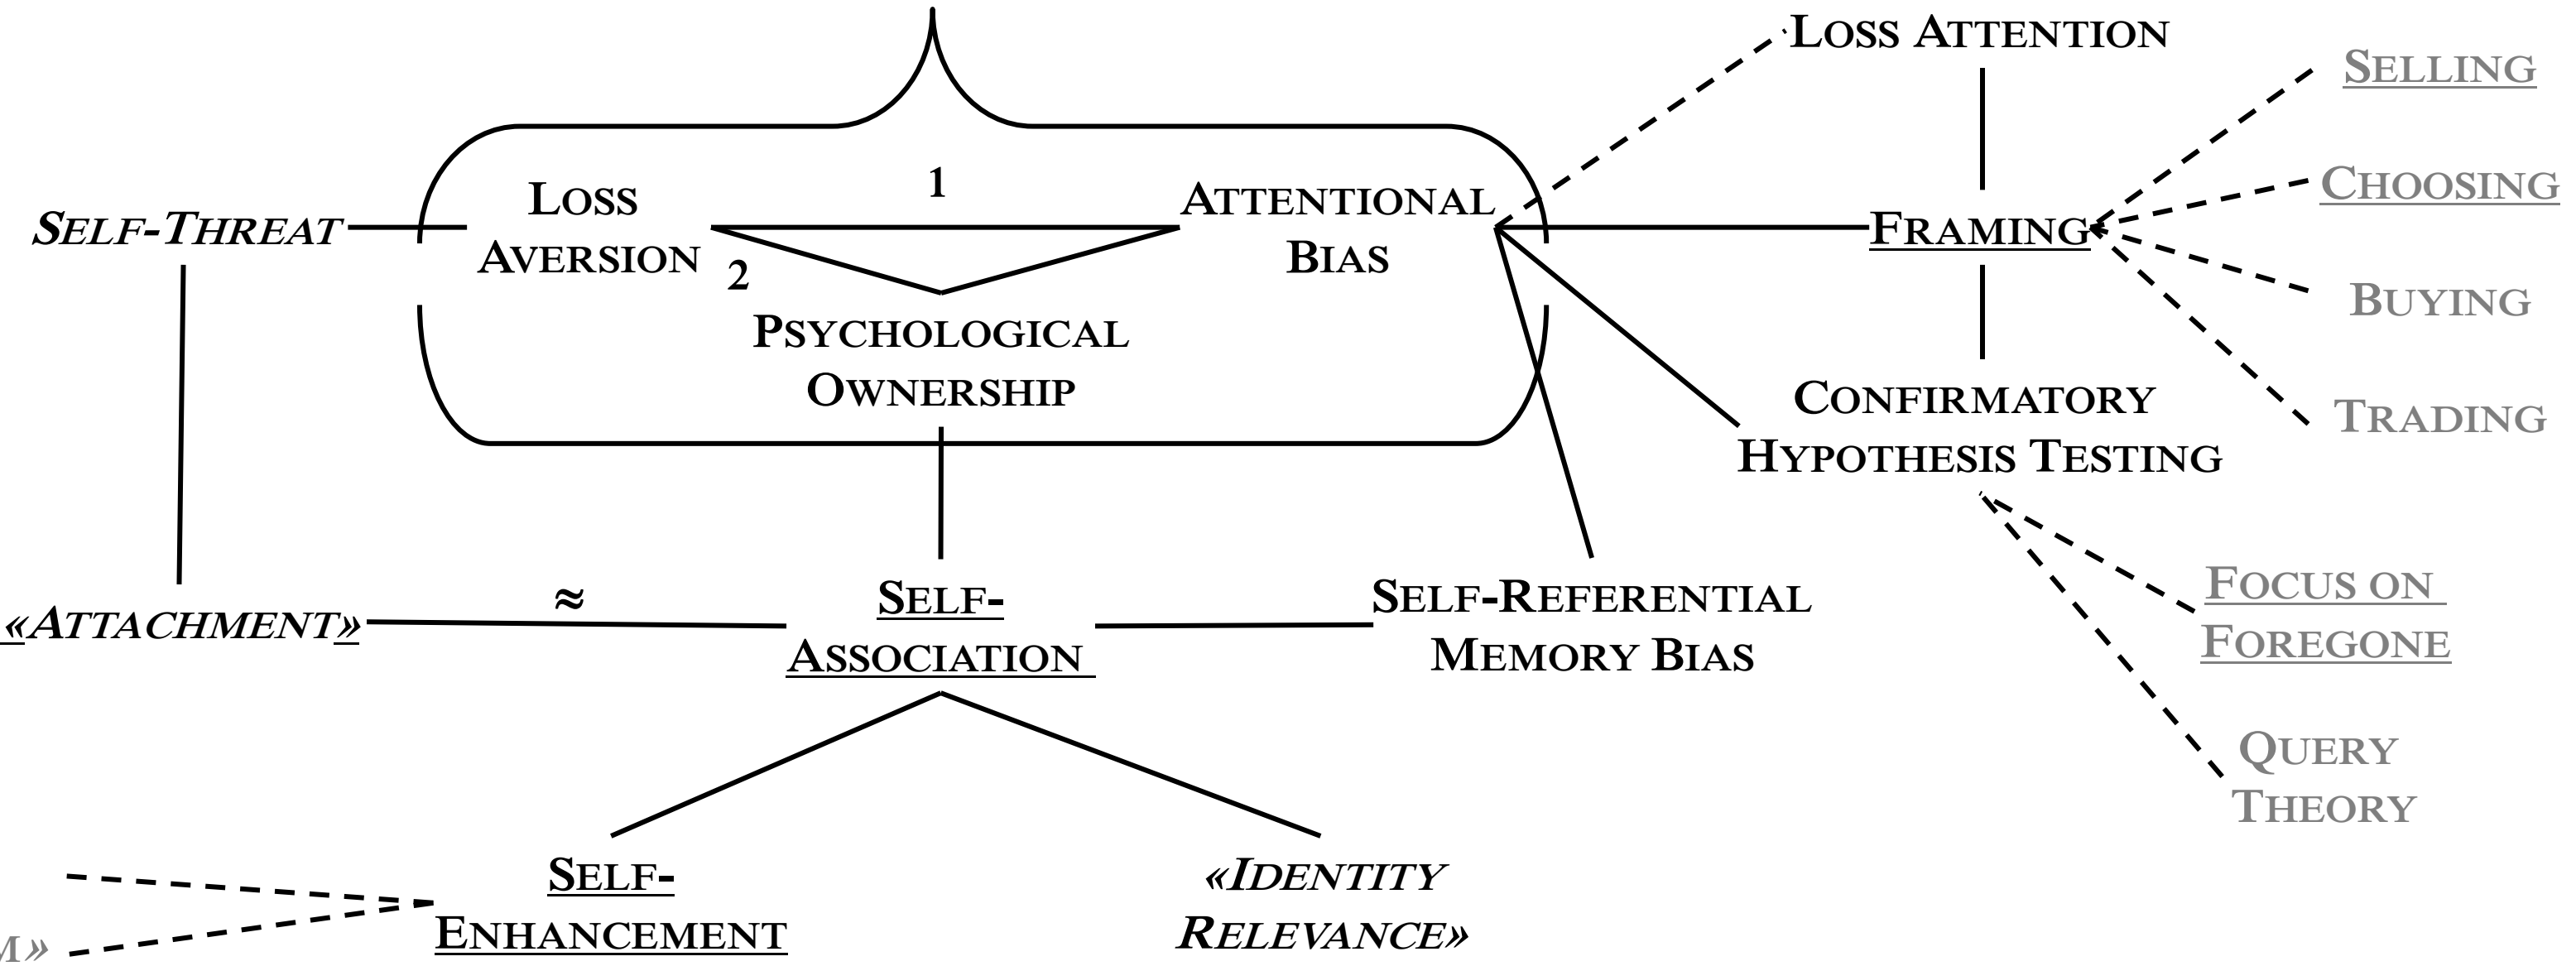 LOSS ATTENTION
SELLING
CHOOSING
BUYING
TRADING
1
LOSS
AVERSION
2
ATTENTIONAL
BIAS
SELF-THREAT
FRAMING
PSYCHOLOGICAL
OWNERSHIP
CONFIRMATORY
HYPOTHESIS TESTING
«ATTACHMENT»
≈
SELF-
ASSOCIATION
SELF-REFERENTIAL
MEMORY BIAS
FOCUS ON
FOREGONE
QUERY
THEORY
SELF-
ENHANCEMENT
«IDENTITY
RELEVANCE»
M»